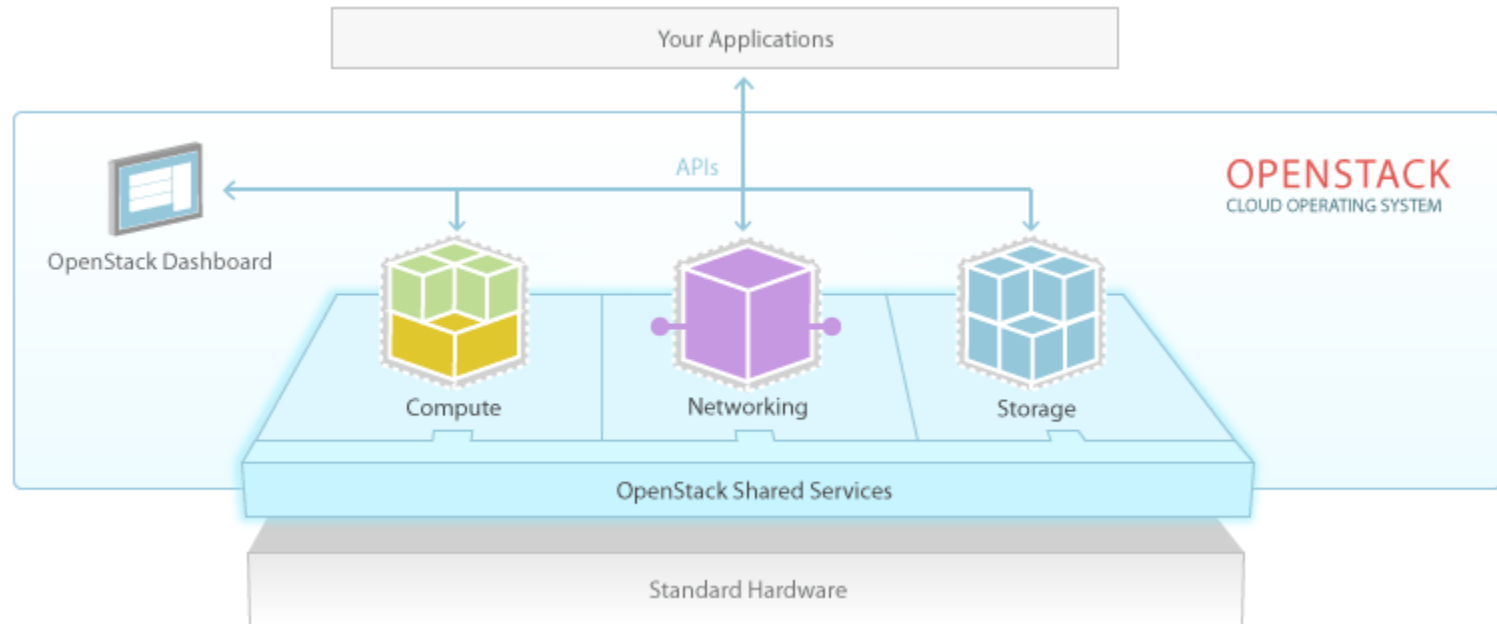 Your Applications
APIs
OPENSTACK
CLOUD OPERATING SYSTEM
OpenStack Dashboard
Compute
Networking
Storage
OpenStack Shared Services
Standard Hardware